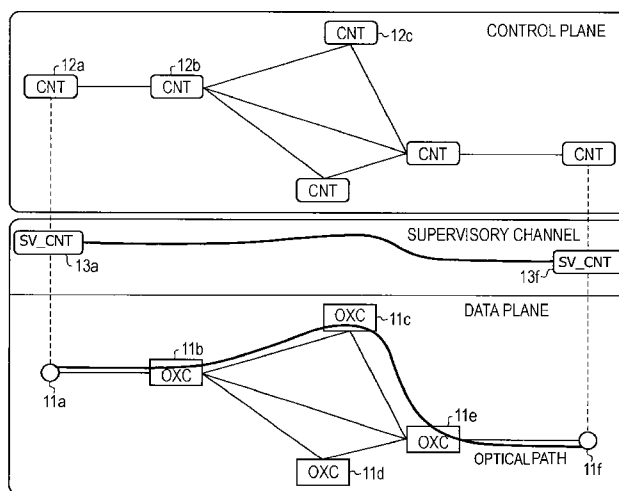 CNT
12c
CONTROL PLANE
12a
12b
CNT
CNT
CNT
CNT
CNT
SV_CNT
SUPERVISORY CHANNEL
13a
13f
SV_CNT
DATA PLANE
OXC
11c
11b
OXC
11a
11e
OXC
OXC
11d
OPTICAL PATH
11f